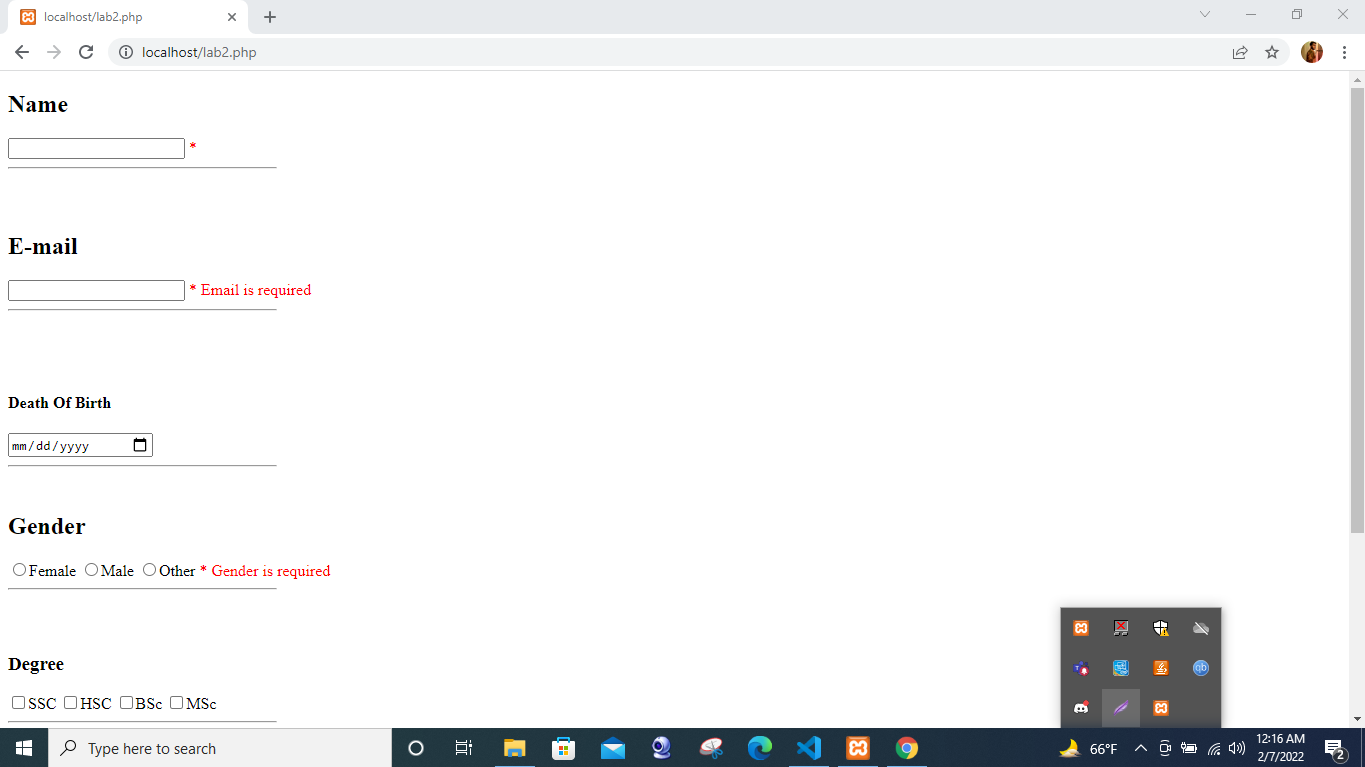 localhost/lab2.php
localhost/lab2.php
Name
*
E-mail
* Email is required
Death Of Birth
mm/dd/yyyy
Gender
Female Male Other * Gender is required
Degree
SSC HSC BSc MSc
qb
Type here to search
66°F
12:16 AM
2/7/2022
2